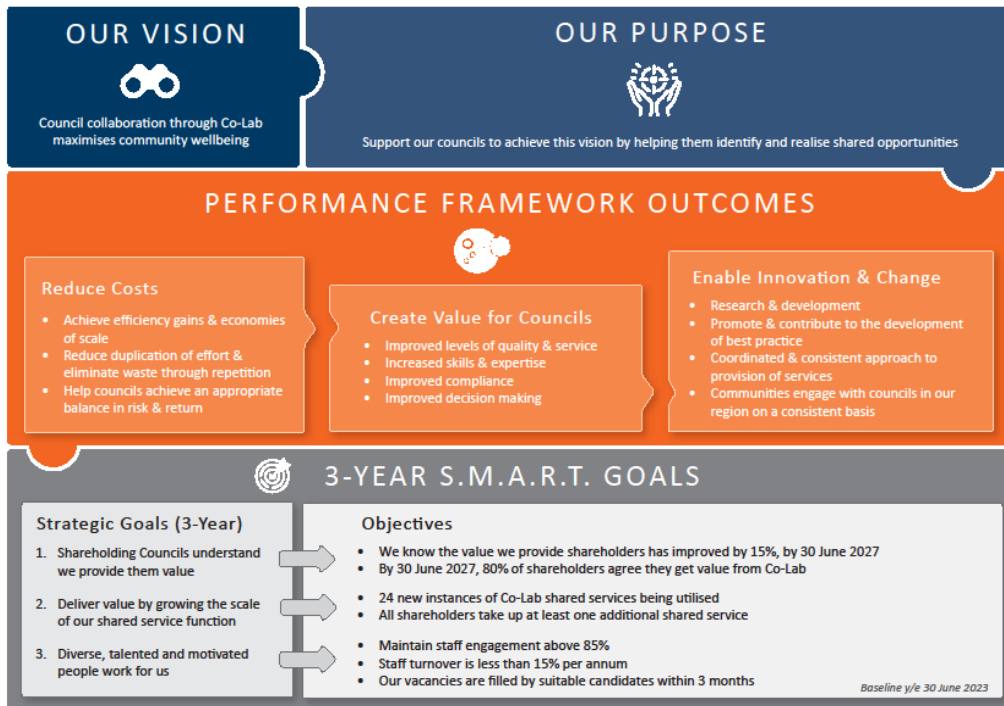 OUR VISION
Council collaboration through Co-Lab
maximises community wellbeing
OUR PURPOSE
Support our councils to achieve this vision by helping them identify and realise shared opportunities
PERFORMANCE FRAMEWORK OUTCOMES
Reduce Costs
• Achieve efficiency gains & economies
of scale
• Reduce duplication of effort &
eliminate waste through repetition
• Help councils achieve an appropriate
balance in risk & return
Create Value for Councils
• Improved levels of quality & service
• Increased skills & expertise
• Improved compliance
• Improved decision making
Enable Innovation & Change
• Research & development
• Promote & contribute to the development
of best practice
• Coordinated & consistent approach to
provision of services
• Communities engage with councils in our
region on a consistent basis
3-YEAR S.M.A.R.T. GOALS
Strategic Goals (3-Year)
1. Shareholding Councils understand
we provide them value
2. Deliver value by growing the scale
of our shared service function
3. Diverse, talented and motivated
people work for us
Objectives
• We know the value we provide shareholders has improved by 15%, by 30 June 2027
• By 30 June 2027, 80% of shareholders agree they get value from Co-Lab
• 24 new instances of Co-Lab shared services being utilised
• All shareholders take up at least one additional shared service
• Maintain staff engagement above 85%
• Staff turnover is less than 15% per annum
• Our vacancies are filled by suitable candidates within 3 months
Baseline y/e 30 June 2023